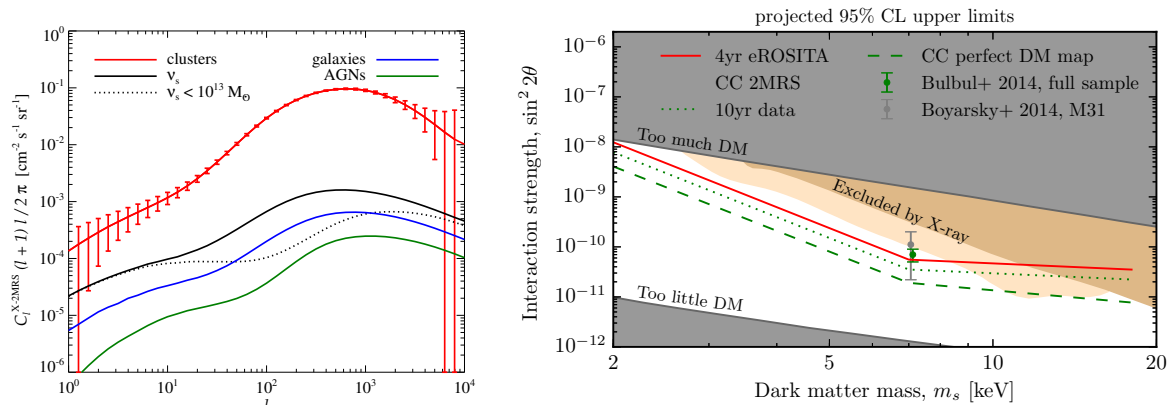 clusters
ν_s
ν_s < 10^13 M_⊙
galaxies
AGNs
C_l^X-2MRS (l + 1) l / 2 π [cm^-2 s^-1 sr^-1]
10^0
10^-1
10^-2
10^-3
10^-4
10^-5
10^-6
10^0
10^1
10^2
10^3
10^4
projected 95% CL upper limits
4yr eROSITA
CC 2MRS
10yr data
CC perfect DM map
Bulbul+ 2014, full sample
Boyarsky+ 2014, M31
Too much DM
Excluded by X-ray
Too little DM
Interaction strength, sin² 2θ
10^-6
10^-7
10^-8
10^-9
10^-10
10^-11
10^-12
2
5
10
20
Dark matter mass, m_s [keV]